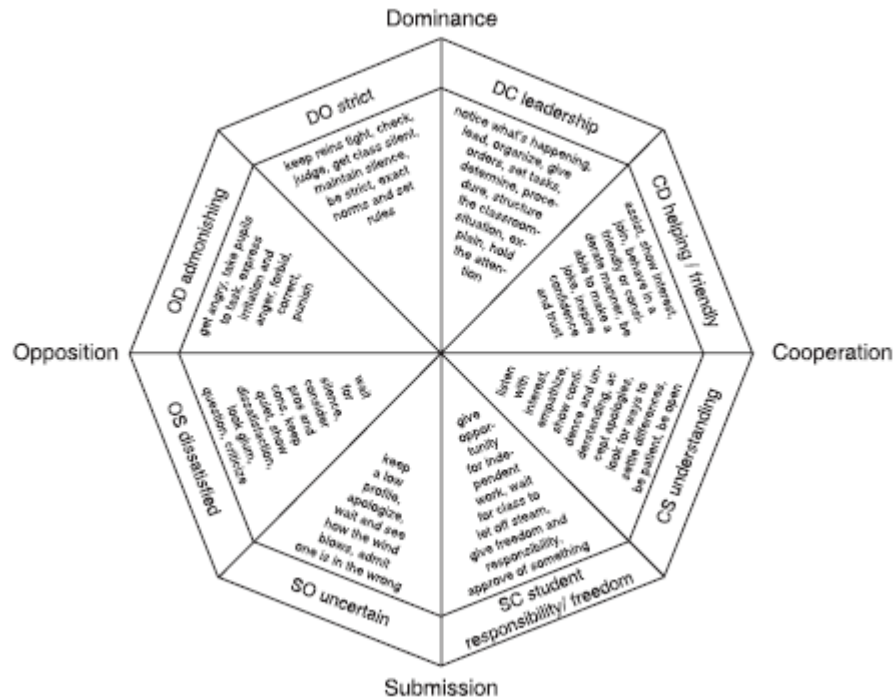 Dominance
DO strict
keep reins tight, check,
judge, get class silent,
maintain silence,
be strict, exact
norms and set
rules
DC leadership
notice what's happening,
lead, organize, give
orders, set tasks,
determine, proce-
dure, structure
the classroom-
situation, ex-
plain, hold
the atten-
tion
OD admonishing
get angry, take pupils
to task, express
irritation and
anger, forbid,
correct,
punish
CD helping / friendly
assist, show interest,
join, behave in a
friendly or consi-
derate manner, be
able to make a
joke, inspire
confidence
and trust
Opposition
Cooperation
OS dissatisfied
wait
for
silence,
consider
pros and
cons, keep
quiet, show
dissatisfaction,
look glum,
question, criticize
CS understanding
listen
with
interest,
empathize,
show confi-
dence and un-
derstanding, ac
cept apologies,
look for ways to
settle differences,
be patient, be open
SO uncertain
keep
a low
profile,
apologize,
wait and see
how the wind
blows, admit
one is in the wrong
SC student
responsibility/ freedom
give
oppor-
tunity
for inde-
pendent
work, wait
for class to
let off steam,
give freedom and
responsibility,
approve of something
Submission